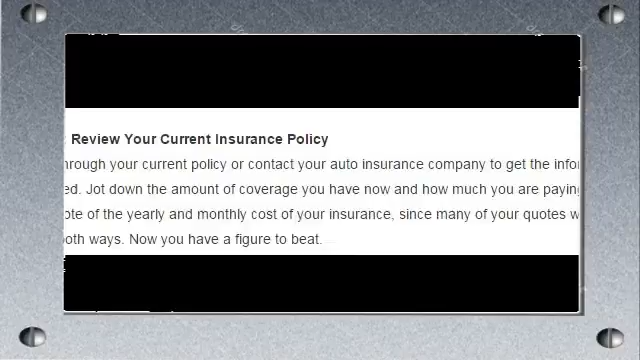 : Review Your Current Insurance Policy
through your current policy or contact your auto insurance company to get the
ed. Jot down the amount of coverage you have now and how much you are paying
ote of the yearly and monthly cost of your insurance, since many of your quotes
oth ways. Now you have a figure to beat.